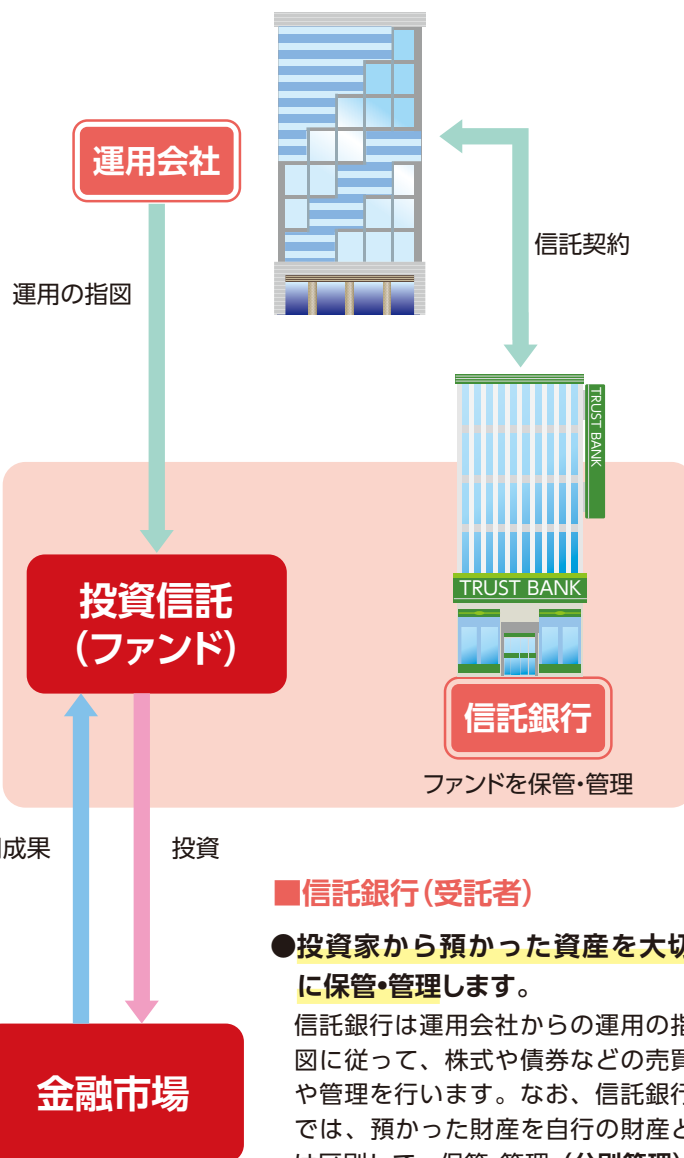 運用会社
信託契約
運用の指図
TRUST BANK
投資信託
(ファンド)
TRUST BANK
信託銀行
ファンドを保管・管理
成果
投資
■信託銀行(受託者)
●投資家から預かった資産を大切
に保管・管理します。
信託銀行は運用会社からの運用の指
図に従って、株式や債券などの売買
や管理を行います。なお、信託銀行
では、預かった財産を自行の財産と
金融市場